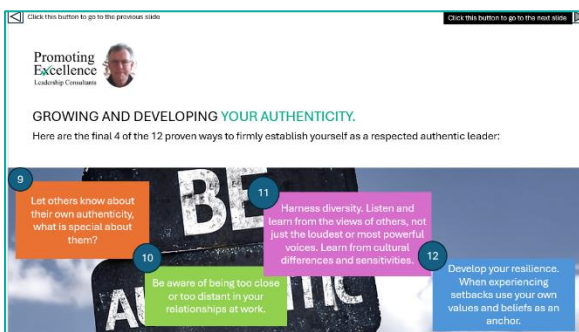 Click this button to go to the previous slide
Click this button to go to the next slide
Promoting
Excellence
Leadership Consultants
GROWING AND DEVELOPING YOUR AUTHENTICITY.
Here are the final 4 of the 12 proven ways to firmly establish yourself as a respected authentic leader:
9
Let others know about
their own authenticity,
what is special about
them?
BE
10
Be aware of being too close
or too distant in your
relationships at work.
11
Harness diversity. Listen and
learn from the views of others, not
just the loudest or most powerful
voices. Learn from cultural
differences and sensitivities.
12
Develop your resilience.
When experiencing
setbacks use your own
values and beliefs as an
anchor.